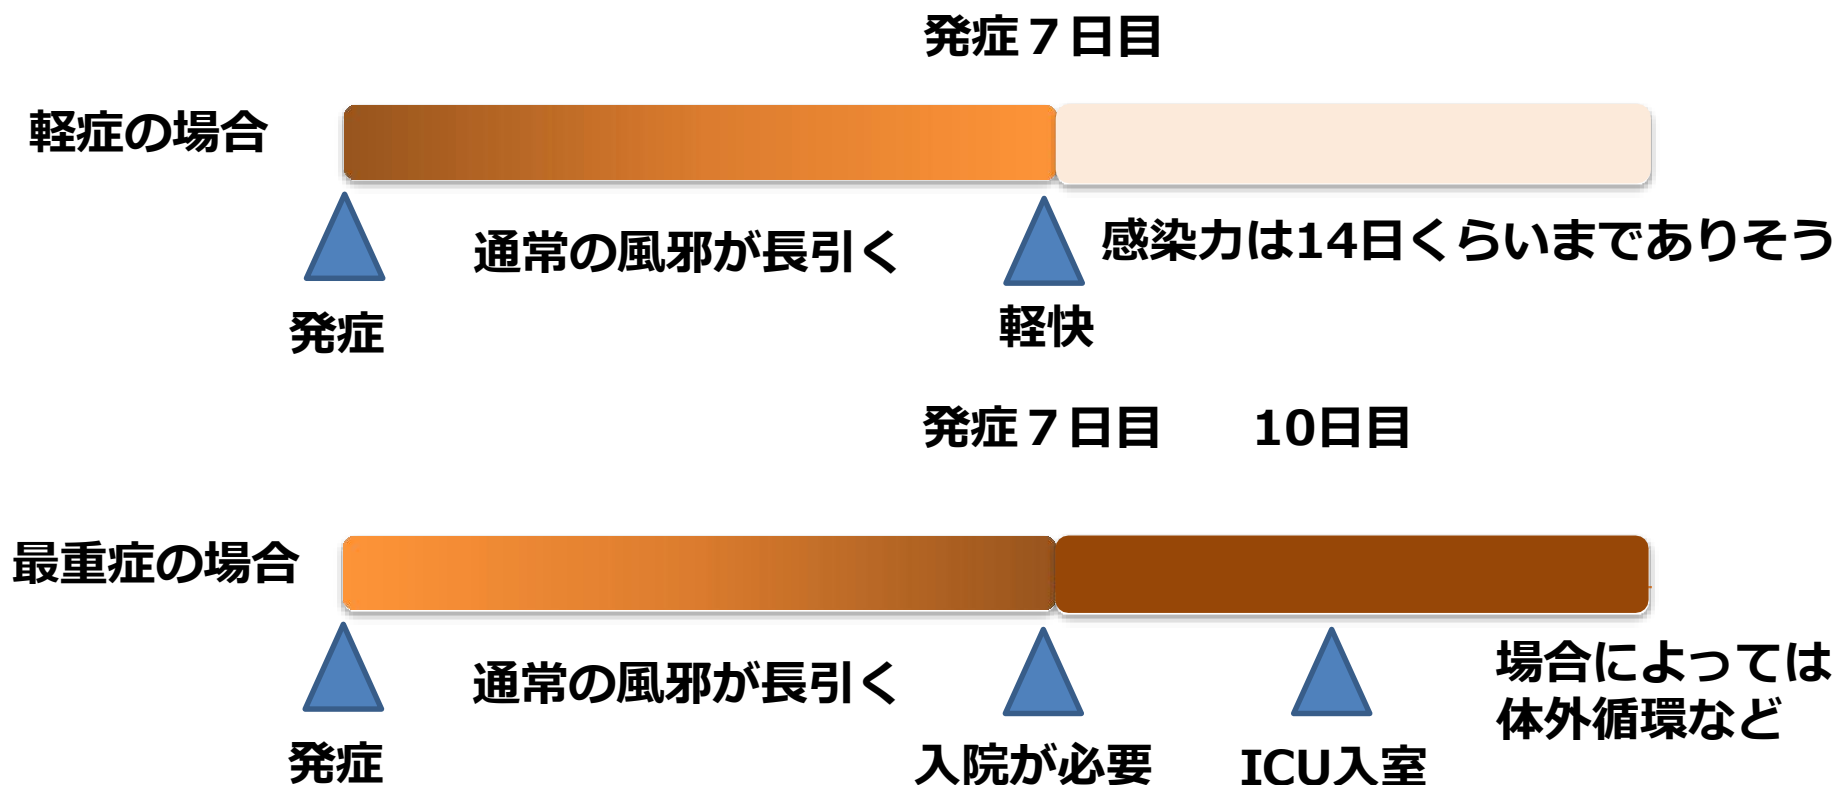 発症７日目
軽症の場合
通常の風邪が長引く
感染力は14日くらいまでありそう
発症
軽快
発症７日目
10日目
最重症の場合
通常の風邪が長引く
場合によっては
体外循環など
発症
入院が必要
ICU入室